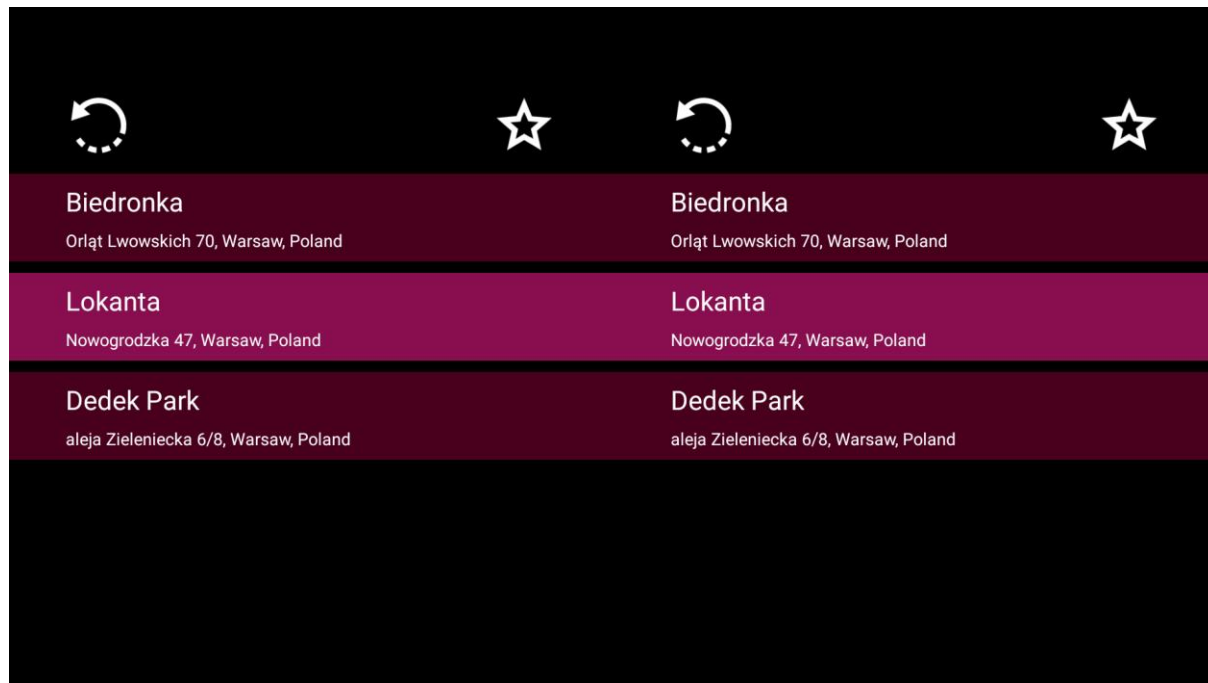 Biedronka
Orląt Lwowskich 70, Warsaw, Poland
Lokanta
Nowogrodzka 47, Warsaw, Poland
Dedek Park
aleja Zieleniecka 6/8, Warsaw, Poland
Biedronka
Orląt Lwowskich 70, Warsaw, Poland
Lokanta
Nowogrodzka 47, Warsaw, Poland
Dedek Park
aleja Zieleniecka 6/8, Warsaw, Poland